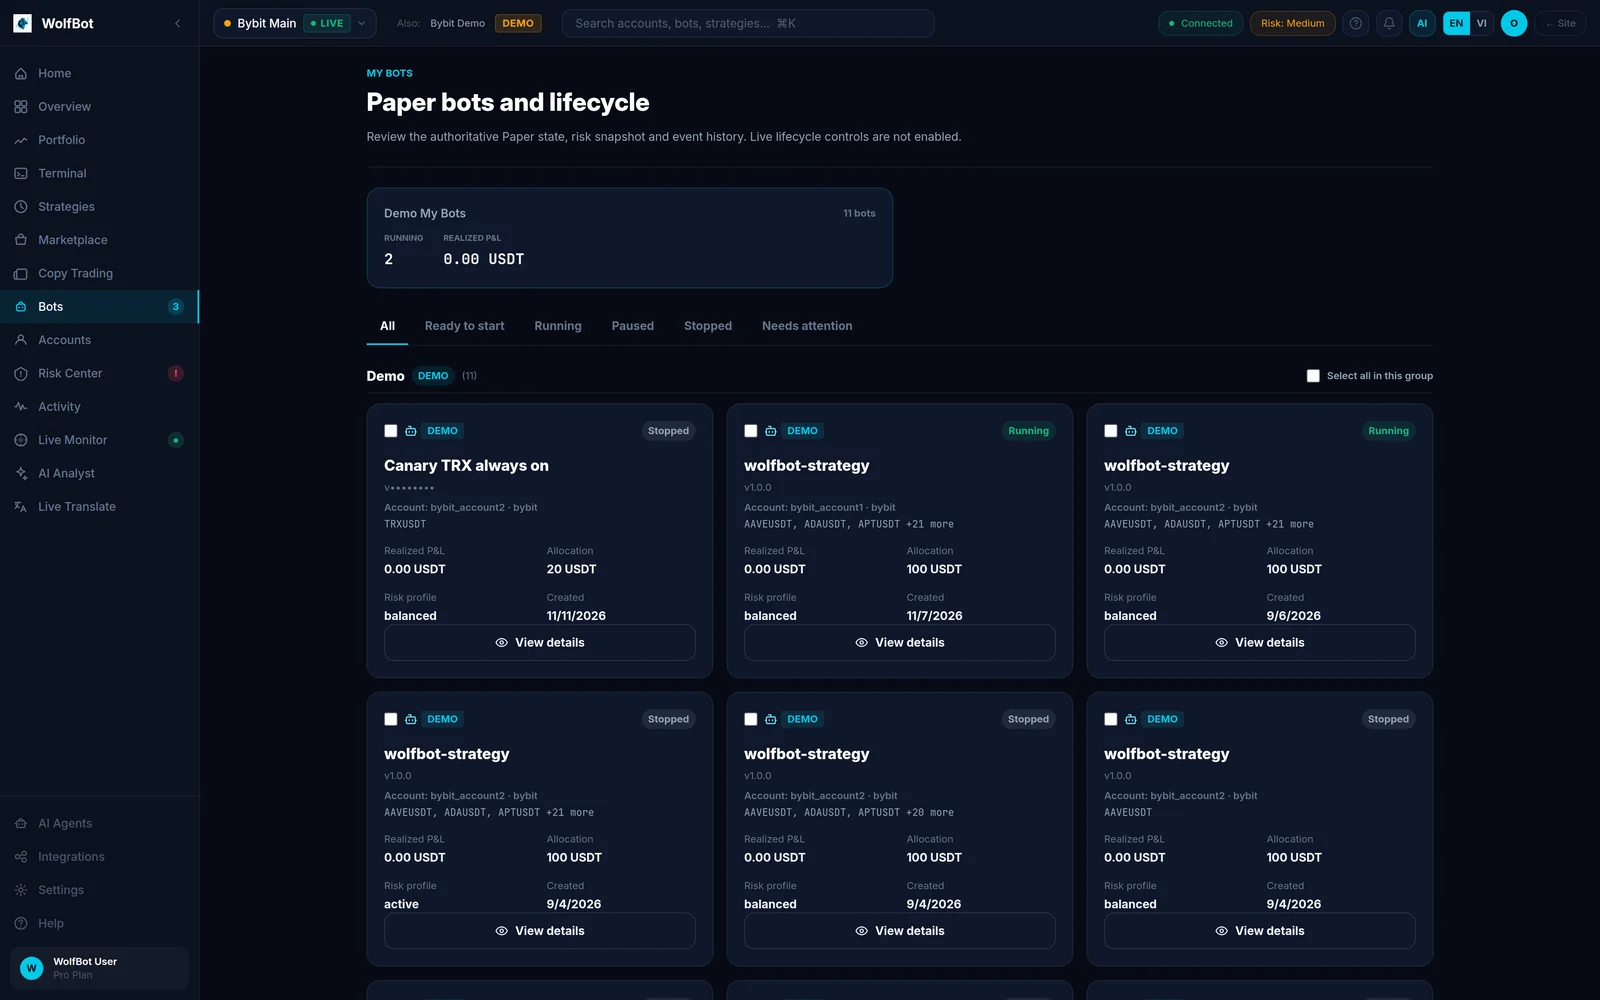 WolfBot
Bybit Main
LIVE
Also: Bybit Demo DEMO
Search accounts, bots, strategies... ⌘K
Connected
Risk: Medium
AI
EN VI
O
← Site
Home
Overview
Portfolio
Terminal
Strategies
Marketplace
Copy Trading
Bots 3
Accounts
Risk Center !
Activity
Live Monitor
AI Analyst
Live Translate
AI Agents
Integrations
Settings
Help
W
WolfBot User
Pro Plan
MY BOTS
Paper bots and lifecycle
Review the authoritative Paper state, risk snapshot and event history. Live lifecycle controls are not enabled.
Demo My Bots 11 bots
RUNNING REALIZED P&L
2 0.00 USDT
All Ready to start Running Paused Stopped Needs attention
Demo DEMO (11) Select all in this group
DEMO Stopped
Canary TRX always on
v••••••••
Account: bybit_account2 · bybit
TRXUSDT
Realized P&L Allocation
0.00 USDT 20 USDT
Risk profile Created
balanced 11/11/2026
View details
DEMO Running
wolfbot-strategy
v1.0.0
Account: bybit_account1 · bybit
AAVEUSDT, ADAUSDT, APTUSDT +21 more
Realized P&L Allocation
0.00 USDT 100 USDT
Risk profile Created
balanced 11/7/2026
View details
DEMO Running
wolfbot-strategy
v1.0.0
Account: bybit_account2 · bybit
AAVEUSDT, ADAUSDT, APTUSDT +21 more
Realized P&L Allocation
0.00 USDT 100 USDT
Risk profile Created
balanced 9/6/2026
View details
DEMO Stopped
wolfbot-strategy
v1.0.0
Account: bybit_account2 · bybit
AAVEUSDT, ADAUSDT, APTUSDT +21 more
Realized P&L Allocation
0.00 USDT 100 USDT
Risk profile Created
active 9/4/2026
View details
DEMO Stopped
wolfbot-strategy
v1.0.0
Account: bybit_account2 · bybit
AAVEUSDT, ADAUSDT, APTUSDT +20 more
Realized P&L Allocation
0.00 USDT 100 USDT
Risk profile Created
balanced 9/4/2026
View details
DEMO Stopped
wolfbot-strategy
v1.0.0
Account: bybit_account2 · bybit
AAVEUSDT
Realized P&L Allocation
0.00 USDT 100 USDT
Risk profile Created
balanced 9/4/2026
View details